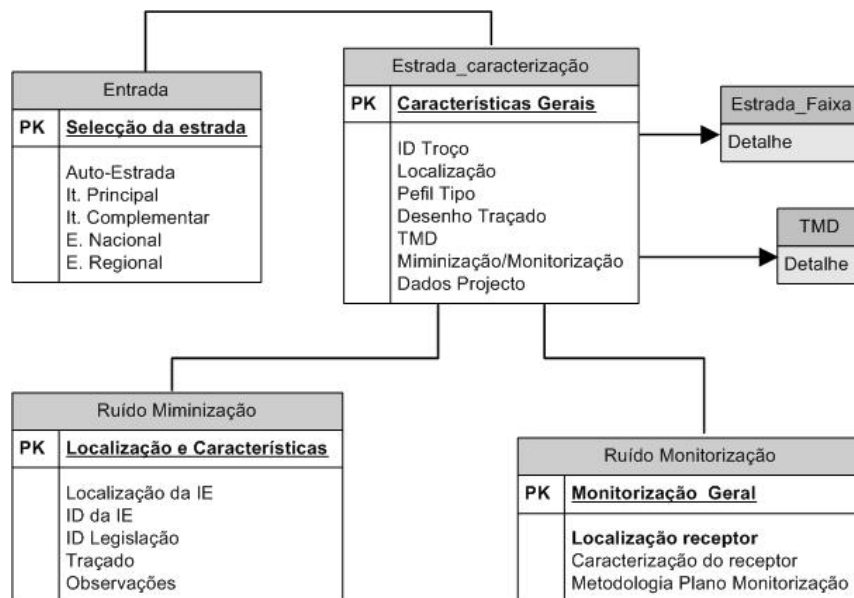 Entrada
PK Selecção da estrada
Auto-Estrada
It. Principal
It. Complementar
E. Nacional
E. Regional
Estrada_caracterização
PK Características Gerais
ID Troço
Localização
Pefil Tipo
Desenho Traçado
TMD
Miminização/Monitorização
Dados Projecto
Estrada_Faixa
Detalhe
TMD
Detalhe
Ruído Miminização
PK Localização e Características
Localização da IE
ID da IE
ID Legislação
Traçado
Observações
Ruído Monitorização
PK Monitorização Geral
Localização receptor
Caracterização do receptor
Metodologia Plano Monitorização